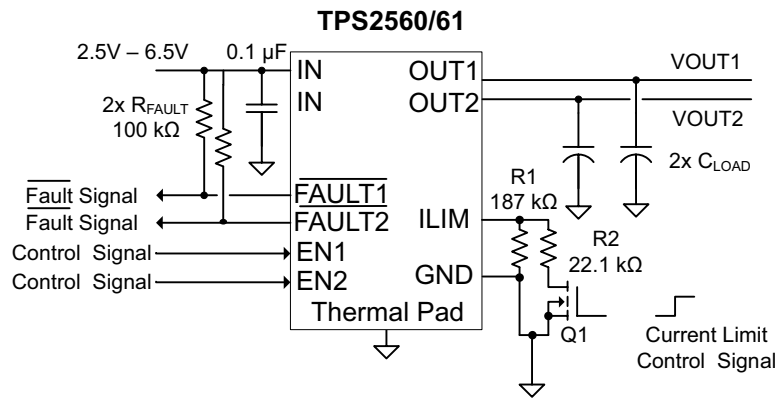 TPS2560/61
2.5V – 6.5V
0.1 µF
IN
IN
OUT1
OUT2
VOUT1
VOUT2
2x RFAULT
100 kΩ
2x CLOAD
Fault Signal
Fault Signal
Control Signal
Control Signal
FAULT1
FAULT2
EN1
EN2
ILIM
GND
Thermal Pad
R1
187 kΩ
R2
22.1 kΩ
Q1
Current Limit
Control Signal